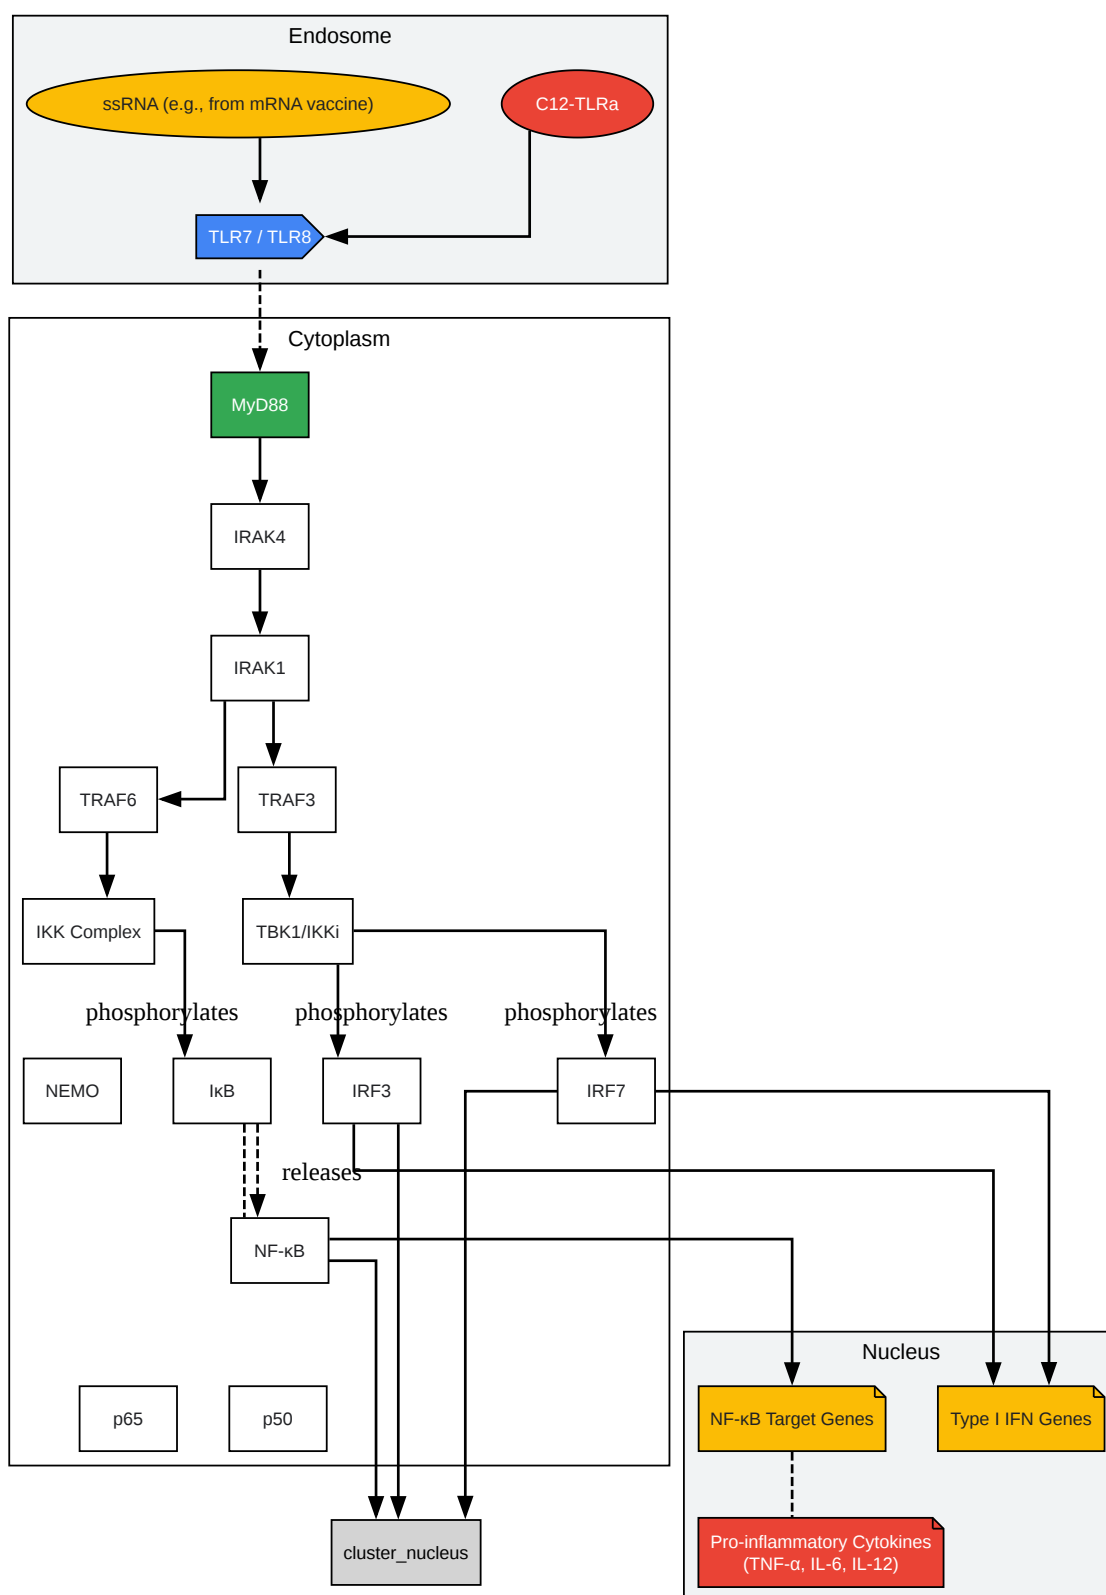 Endosome
ssRNA (e.g., from mRNA vaccine)
C12-TLRa
TLR7 / TLR8
Cytoplasm
MyD88
IRAK4
IRAK1
TRAF6
TRAF3
IKK Complex
TBK1/IKKi
phosphorylates
phosphorylates
phosphorylates
NEMO
IκB
IRF3
IRF7
releases
NF-κB
Nucleus
p65
p50
NF-κB Target Genes
Type I IFN Genes
cluster_nucleus
Pro-inflammatory Cytokines
(TNF-α, IL-6, IL-12)